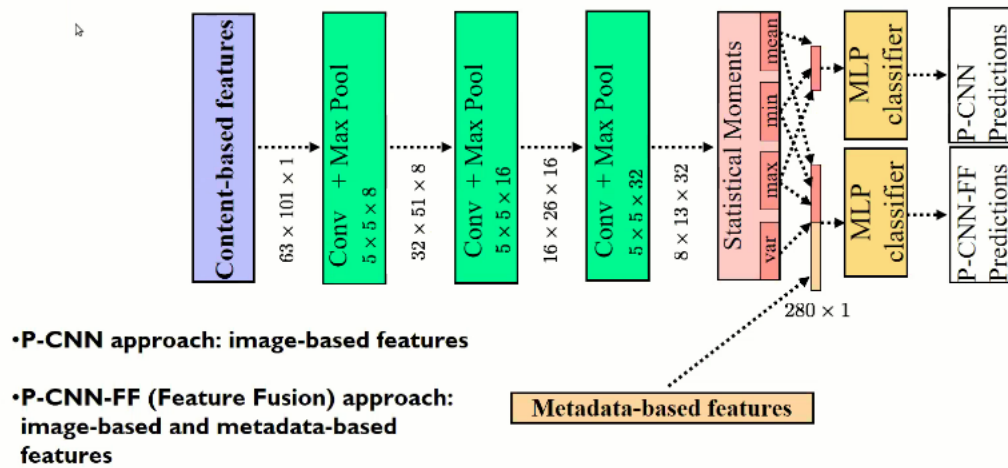 Content-based features
63 × 101 × 1
Conv + Max Pool
5 × 5 × 8
32 × 51 × 8
Conv + Max Pool
5 × 5 × 16
16 × 26 × 16
Conv + Max Pool
5 × 5 × 32
8 × 13 × 32
Statistical Moments
mean
min
max
var
MLP
classifier
P-CNN
Predictions
MLP
classifier
P-CNN-FF
Predictions
280 × 1
•P-CNN approach: image-based features
•P-CNN-FF (Feature Fusion) approach:
image-based and metadata-based
features
Metadata-based features